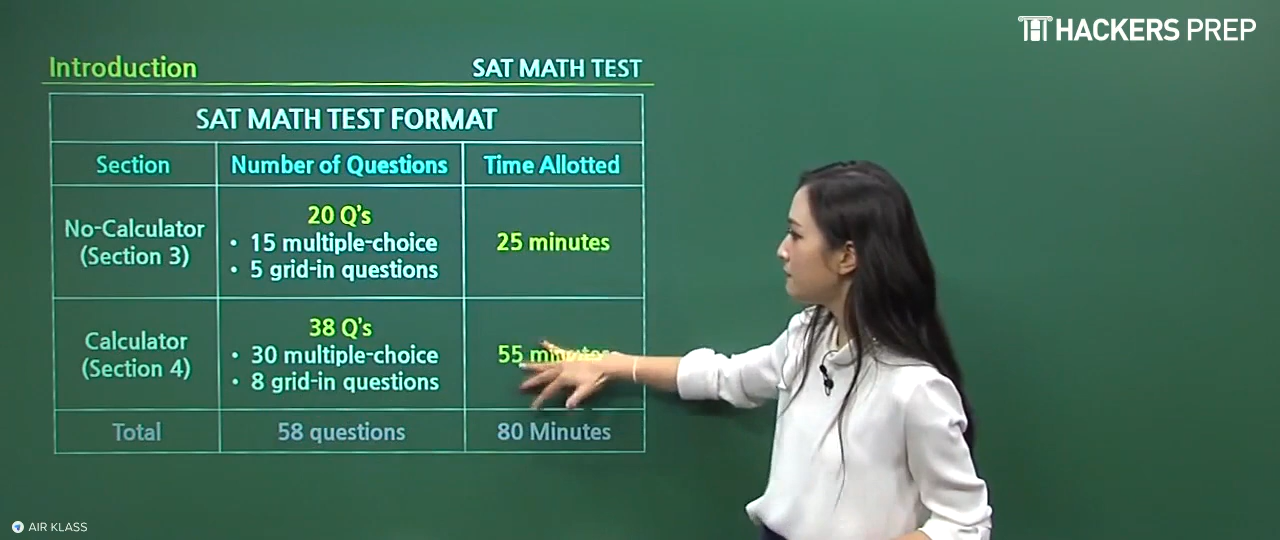 HACKERS PREP
Introduction
SAT MATH TEST
SAT MATH TEST FORMAT
Section
Number of Questions
Time Allotted
No-Calculator
(Section 3)
20 Q's
• 15 multiple-choice
• 5 grid-in questions
25 minutes
Calculator
(Section 4)
38 Q's
• 30 multiple-choice
• 8 grid-in questions
55 minutes
Total
58 questions
80 Minutes
AIR KLASS